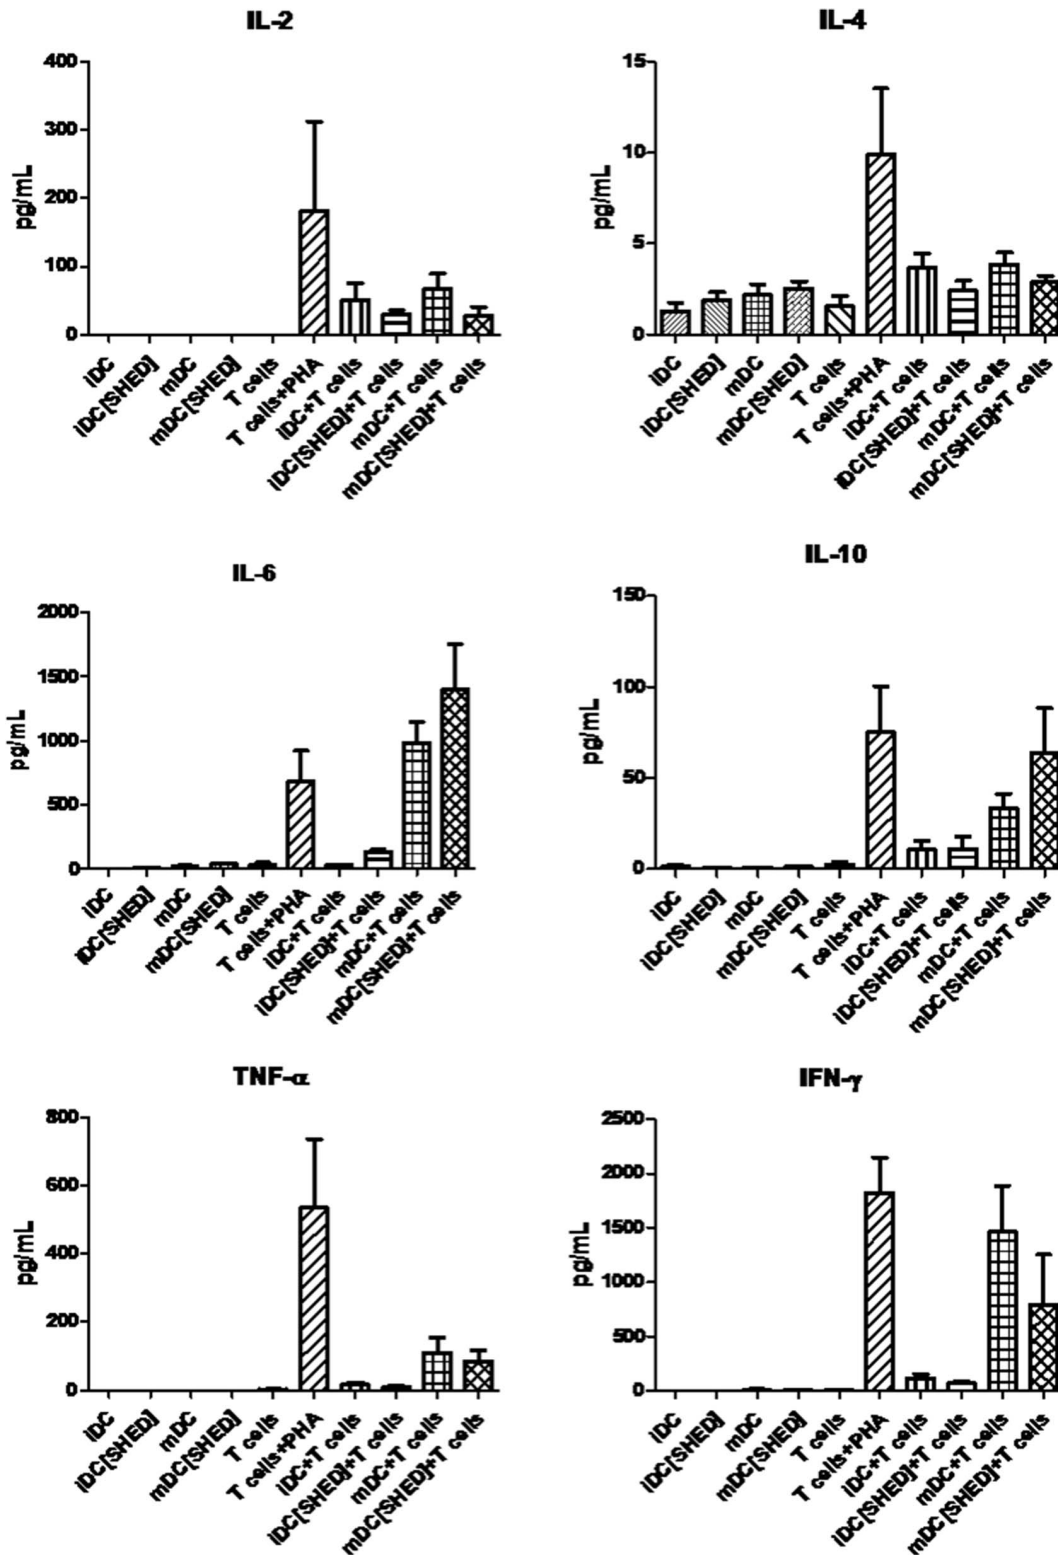 IL-2
400
300
200
100
0
pg/mL
iDC
iDC[SHED]
mDC
mDC[SHED]
T cells
T cells+PHA
iDC+T cells
iDC[SHED]+T cells
mDC+T cells
mDC[SHED]+T cells
IL-4
15
10
5
0
pg/mL
iDC
iDC[SHED]
mDC
mDC[SHED]
T cells
T cells+PHA
iDC+T cells
iDC[SHED]+T cells
mDC+T cells
mDC[SHED]+T cells
IL-6
2000
1500
1000
500
0
pg/mL
iDC
iDC[SHED]
mDC
mDC[SHED]
T cells
T cells+PHA
iDC+T cells
iDC[SHED]+T cells
mDC+T cells
mDC[SHED]+T cells
IL-10
150
100
50
0
pg/mL
iDC
iDC[SHED]
mDC
mDC[SHED]
T cells
T cells+PHA
iDC+T cells
iDC[SHED]+T cells
mDC+T cells
mDC[SHED]+T cells
TNF-α
800
600
400
200
0
pg/mL
iDC
iDC[SHED]
mDC
mDC[SHED]
T cells
T cells+PHA
iDC+T cells
iDC[SHED]+T cells
mDC+T cells
mDC[SHED]+T cells
IFN-γ
2500
2000
1500
1000
500
0
pg/mL
iDC
iDC[SHED]
mDC
mDC[SHED]
T cells
T cells+PHA
iDC+T cells
iDC[SHED]+T cells
mDC+T cells
mDC[SHED]+T cells